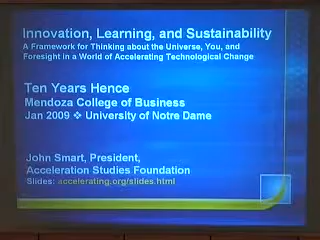 Innovation, Learning, and Sustainability
A Framework for Thinking about the Universe, You, and
Foresight in a World of Accelerating Technological Change
Ten Years Hence
Mendoza College of Business
Jan 2009 ❖ University of Notre Dame
John Smart, President,
Acceleration Studies Foundation
Slides: accelerating.org/slides.html